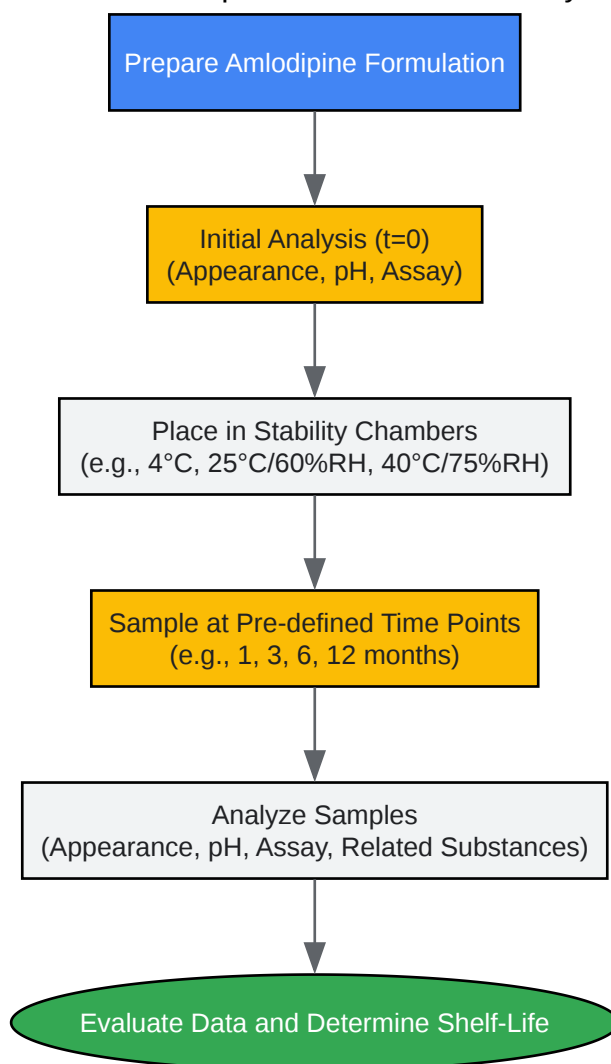 Prepare Amlodipine Formulation
Initial Analysis (t=0)
(Appearance, pH, Assay)
Place in Stability Chambers
(e.g., 4°C, 25°C/60%RH, 40°C/75%RH)
Sample at Pre-defined Time Points
(e.g., 1, 3, 6, 12 months)
Analyze Samples
(Appearance, pH, Assay, Related Substances)
Evaluate Data and Determine Shelf-Life